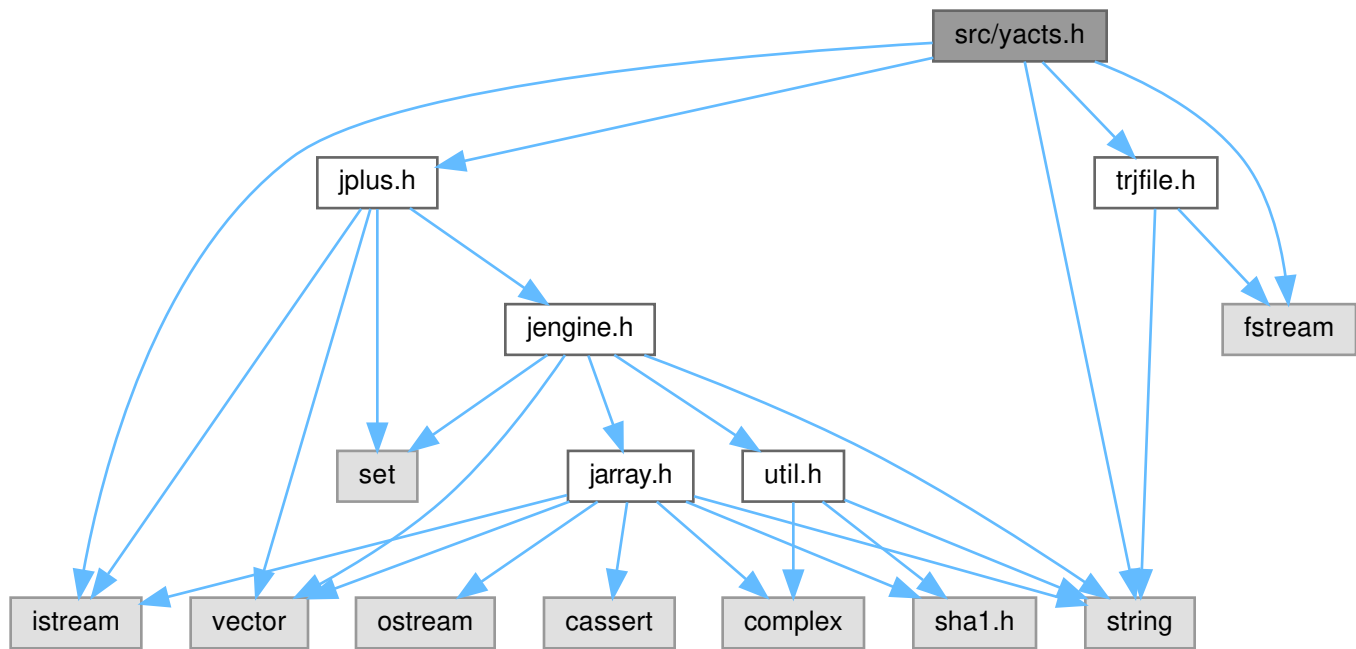 src/yacts.h
jplus.h
trjfile.h
jengine.h
fstream
set
jarray.h
util.h
istream
vector
ostream
cassert
complex
sha1.h
string